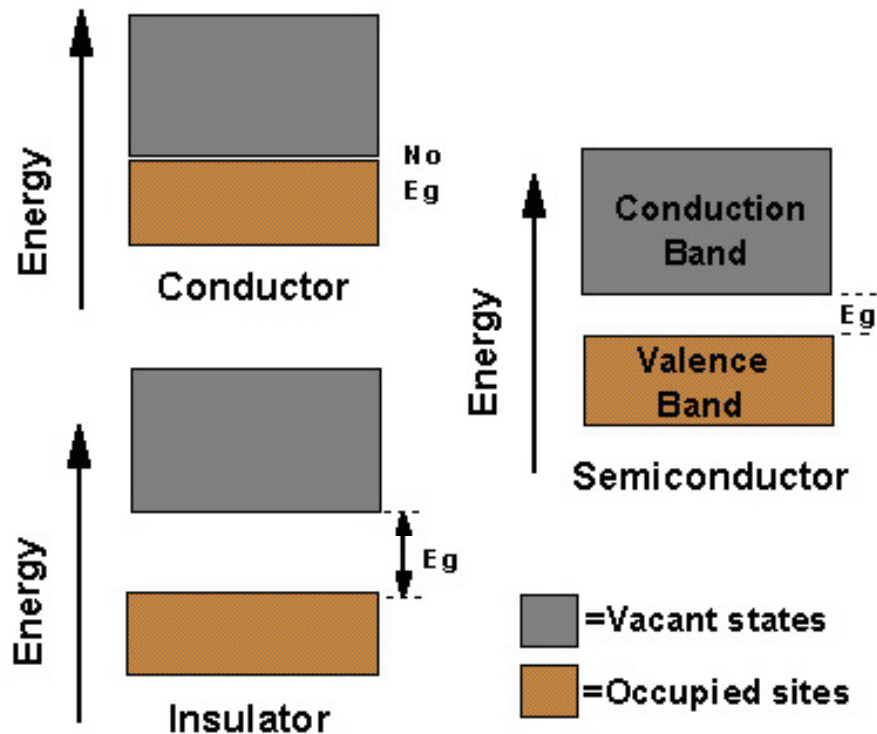 Energy
No
Eg
Conductor
Energy
Conduction
Band
Eg
Valence
Band
Semiconductor
Energy
Eg
Insulator
=Vacant states
=Occupied sites